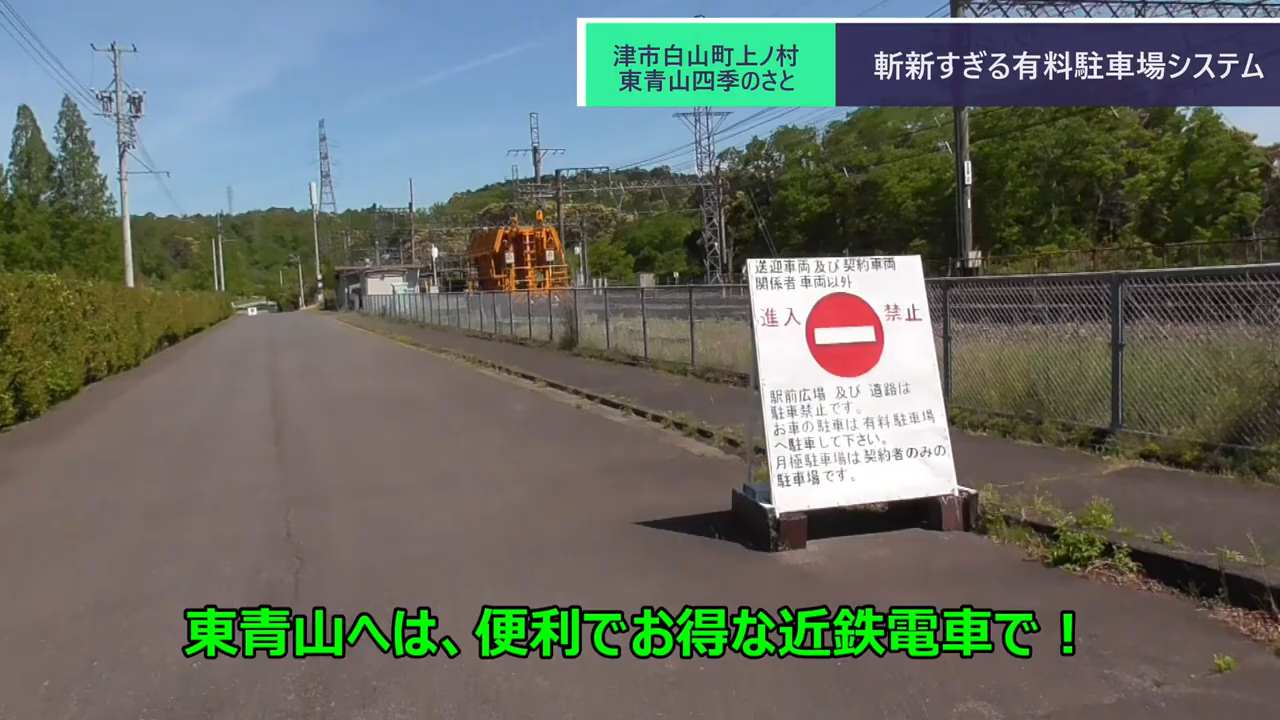 津市白山町上ノ村
東青山四季のさと
斬新すぎる有料駐車場システム
送迎車両 及び 契約車両
関係者 車両以外
進入 禁止
駅前広場 及び 道路は
駐車禁止です。
お車の駐車は 有料 駐車場
へ駐車して下さい。
月極駐車場は契約者のみの
駐車場です。
東青山へは、便利でお得な近鉄電車で！